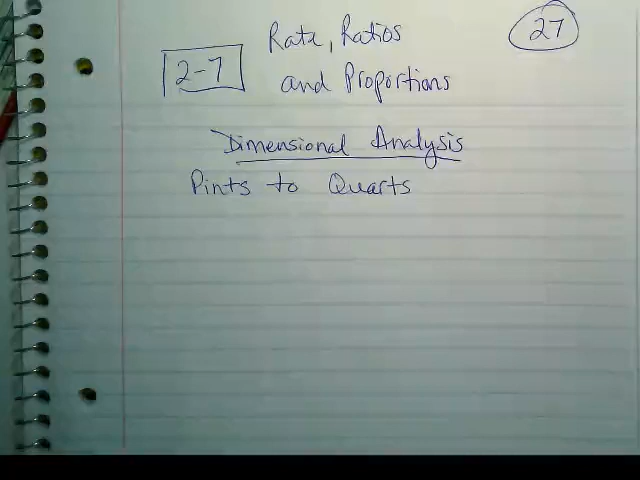 2-7 Rate, Ratios 27
and Proportions
Dimensional Analysis
Pints to Quarts